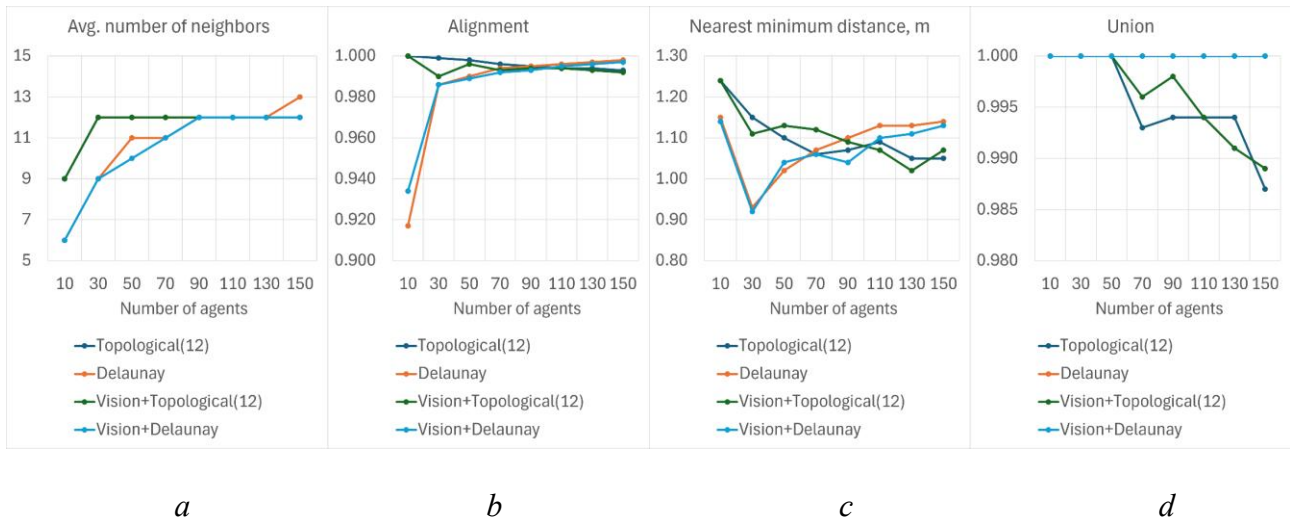 Avg. number of neighbors
15
13
11
9
7
5
10 30 50 70 90 110 130 150
Number of agents
Topological(12)
Delaunay
Vision+Topological(12)
Vision+Delaunay
Alignment
1.000
0.980
0.960
0.940
0.920
0.900
10 30 50 70 90 110 130 150
Number of agents
Topological(12)
Delaunay
Vision+Topological(12)
Vision+Delaunay
Nearest minimum distance, m
1.30
1.20
1.10
1.00
0.90
0.80
10 30 50 70 90 110 130 150
Number of agents
Topological(12)
Delaunay
Vision+Topological(12)
Vision+Delaunay
Union
1.000
0.995
0.990
0.985
0.980
10 30 50 70 90 110 130 150
Number of agents
Topological(12)
Delaunay
Vision+Topological(12)
Vision+Delaunay
a b c d